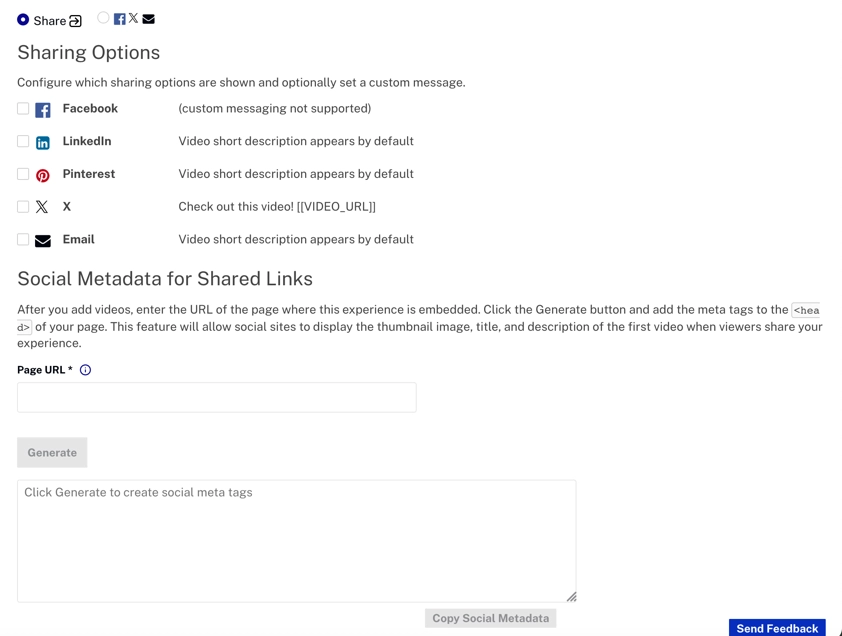 Share
Sharing Options
Configure which sharing options are shown and optionally set a custom message.
Facebook (custom messaging not supported)
LinkedIn Video short description appears by default
Pinterest Video short description appears by default
X Check out this video! [[VIDEO_URL]]
Email Video short description appears by default
Social Metadata for Shared Links
After you add videos, enter the URL of the page where this experience is embedded. Click the Generate button and add the meta tags to the <hea
d> of your page. This feature will allow social sites to display the thumbnail image, title, and description of the first video when viewers share your
experience.
Page URL *
Generate
Click Generate to create social meta tags
Copy Social Metadata
Send Feedback